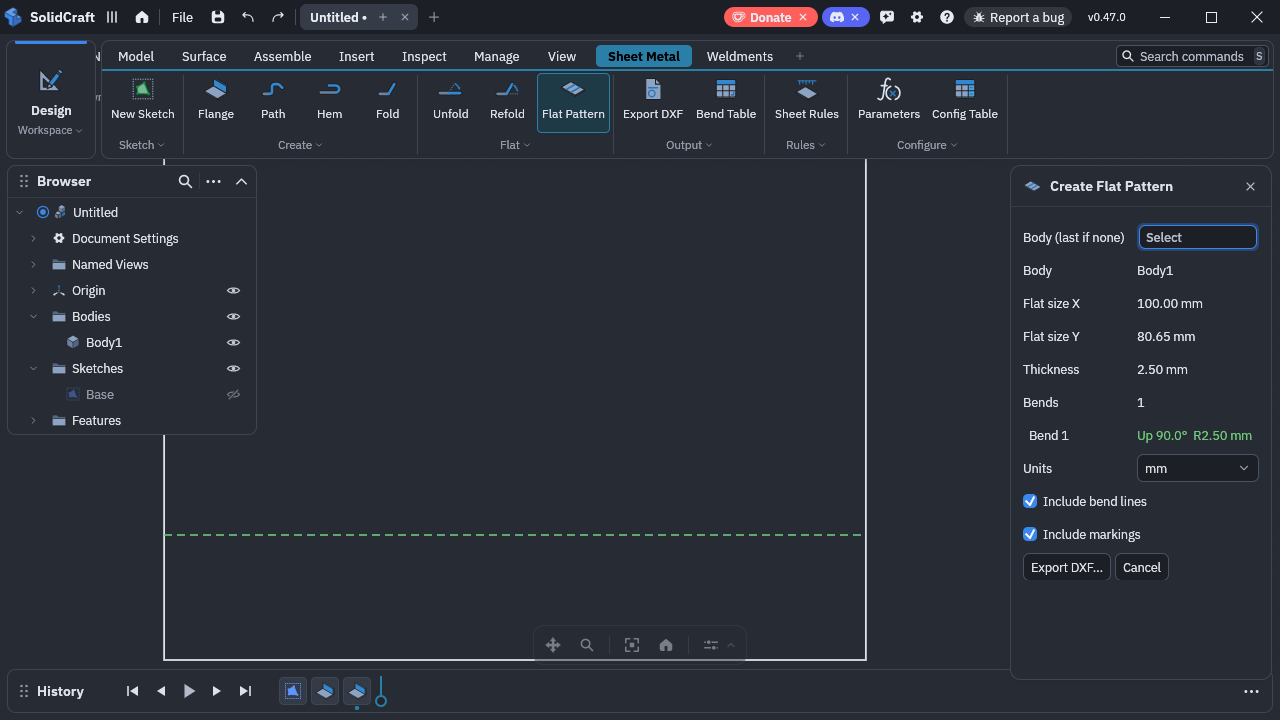 SolidCraft
File
Untitled •
Donate
Report a bug
v0.47.0
Design
Workspace
Model
Surface
Assemble
Insert
Inspect
Manage
View
Sheet Metal
Weldments
Search commands
S
New Sketch
Flange
Path
Hem
Fold
Unfold
Refold
Flat Pattern
Export DXF
Bend Table
Sheet Rules
Parameters
Config Table
Sketch
Create
Flat
Output
Rules
Configure
Browser
Untitled
Document Settings
Named Views
Origin
Bodies
Body1
Sketches
Base
Features
Create Flat Pattern
Body (last if none) Select
Body Body1
Flat size X 100.00 mm
Flat size Y 80.65 mm
Thickness 2.50 mm
Bends 1
Bend 1 Up 90.0° R2.50 mm
Units mm
Include bend lines
Include markings
Export DXF... Cancel
History